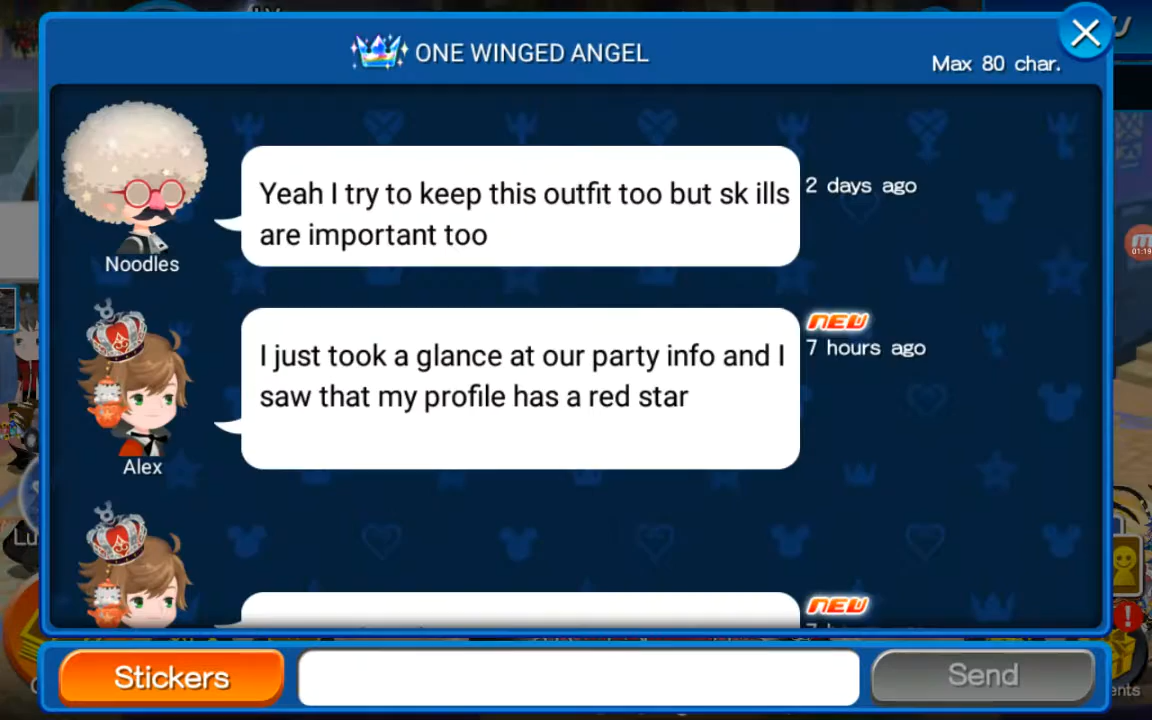 ONE WINGED ANGEL
Max 80 char.
Yeah I try to keep this outfit too but sk ills
are important too
2 days ago
Noodles
NEW
I just took a glance at our party info and I
saw that my profile has a red star
7 hours ago
Alex
NEW
Stickers
Send
01:19